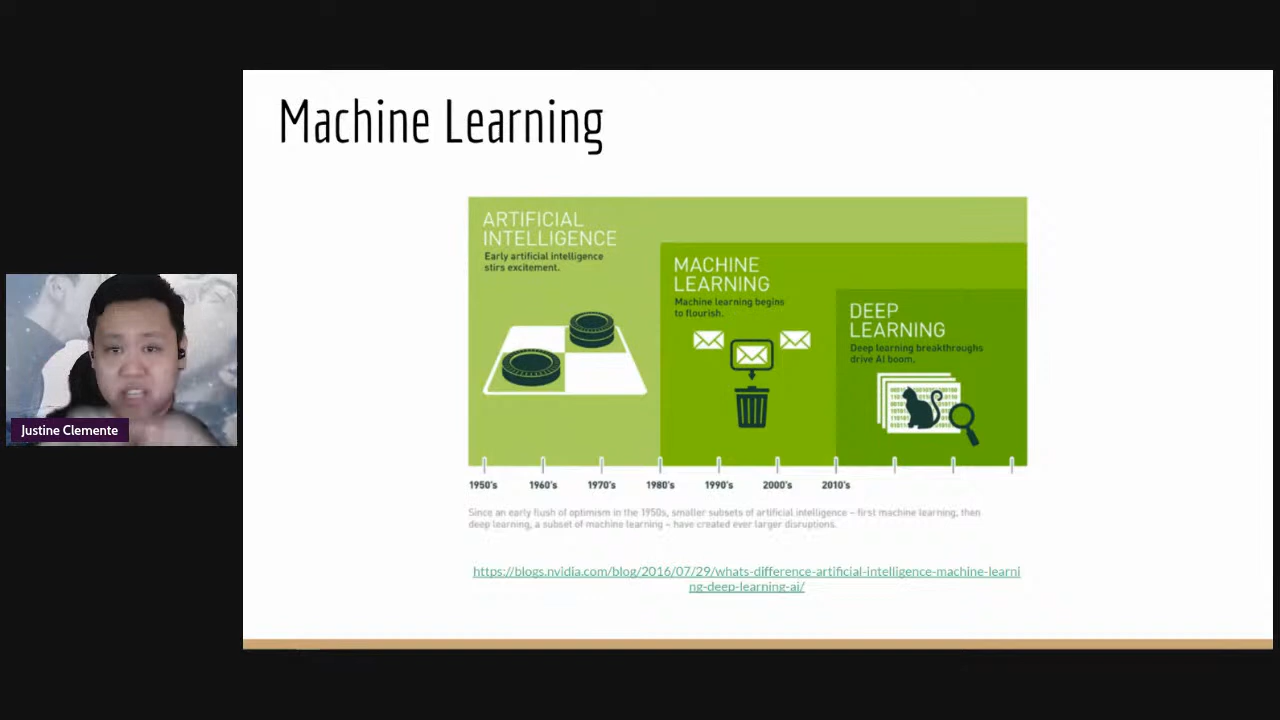 Machine Learning
ARTIFICIAL
INTELLIGENCE
Early artificial intelligence
stirs excitement.
MACHINE
LEARNING
Machine learning begins
to flourish.
DEEP
LEARNING
Deep learning breakthroughs
drive AI boom.
Justine Clemente
1950's 1960's 1970's 1980's 1990's 2000's 2010's
Since an early flush of optimism in the 1950s, smaller subsets of artificial intelligence – first machine learning, then
deep learning, a subset of machine learning – have created ever larger disruptions.
https://blogs.nvidia.com/blog/2016/07/29/whats-difference-artificial-intelligence-machine-learni
ng-deep-learning-ai/